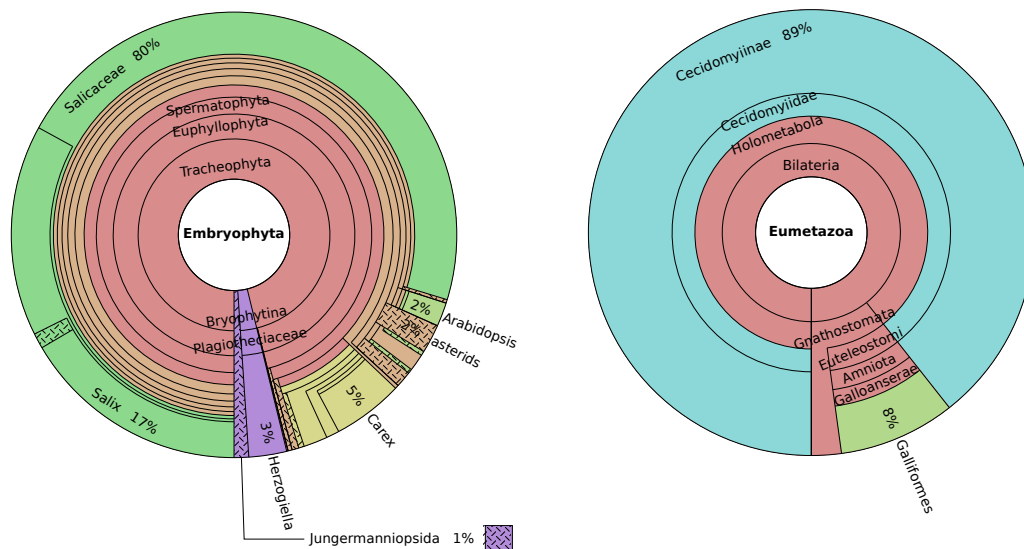 Salicaceae 80%
Spermatophyta
Euphyllophyta
Tracheophyta
Embryophyta
Bryophytina
Plagiotheciaceae
Salix 17%
3%
Herzogiella
5%
Carex
2%
asterids
2%
Arabidopsis
Jungermanniopsida 1%
Cecidomyiinae 89%
Cecidomyiidae
Holometabola
Bilateria
Eumetazoa
Gnathostomata
Euteleostomi
Amniota
Galloanserae
8%
Galliformes